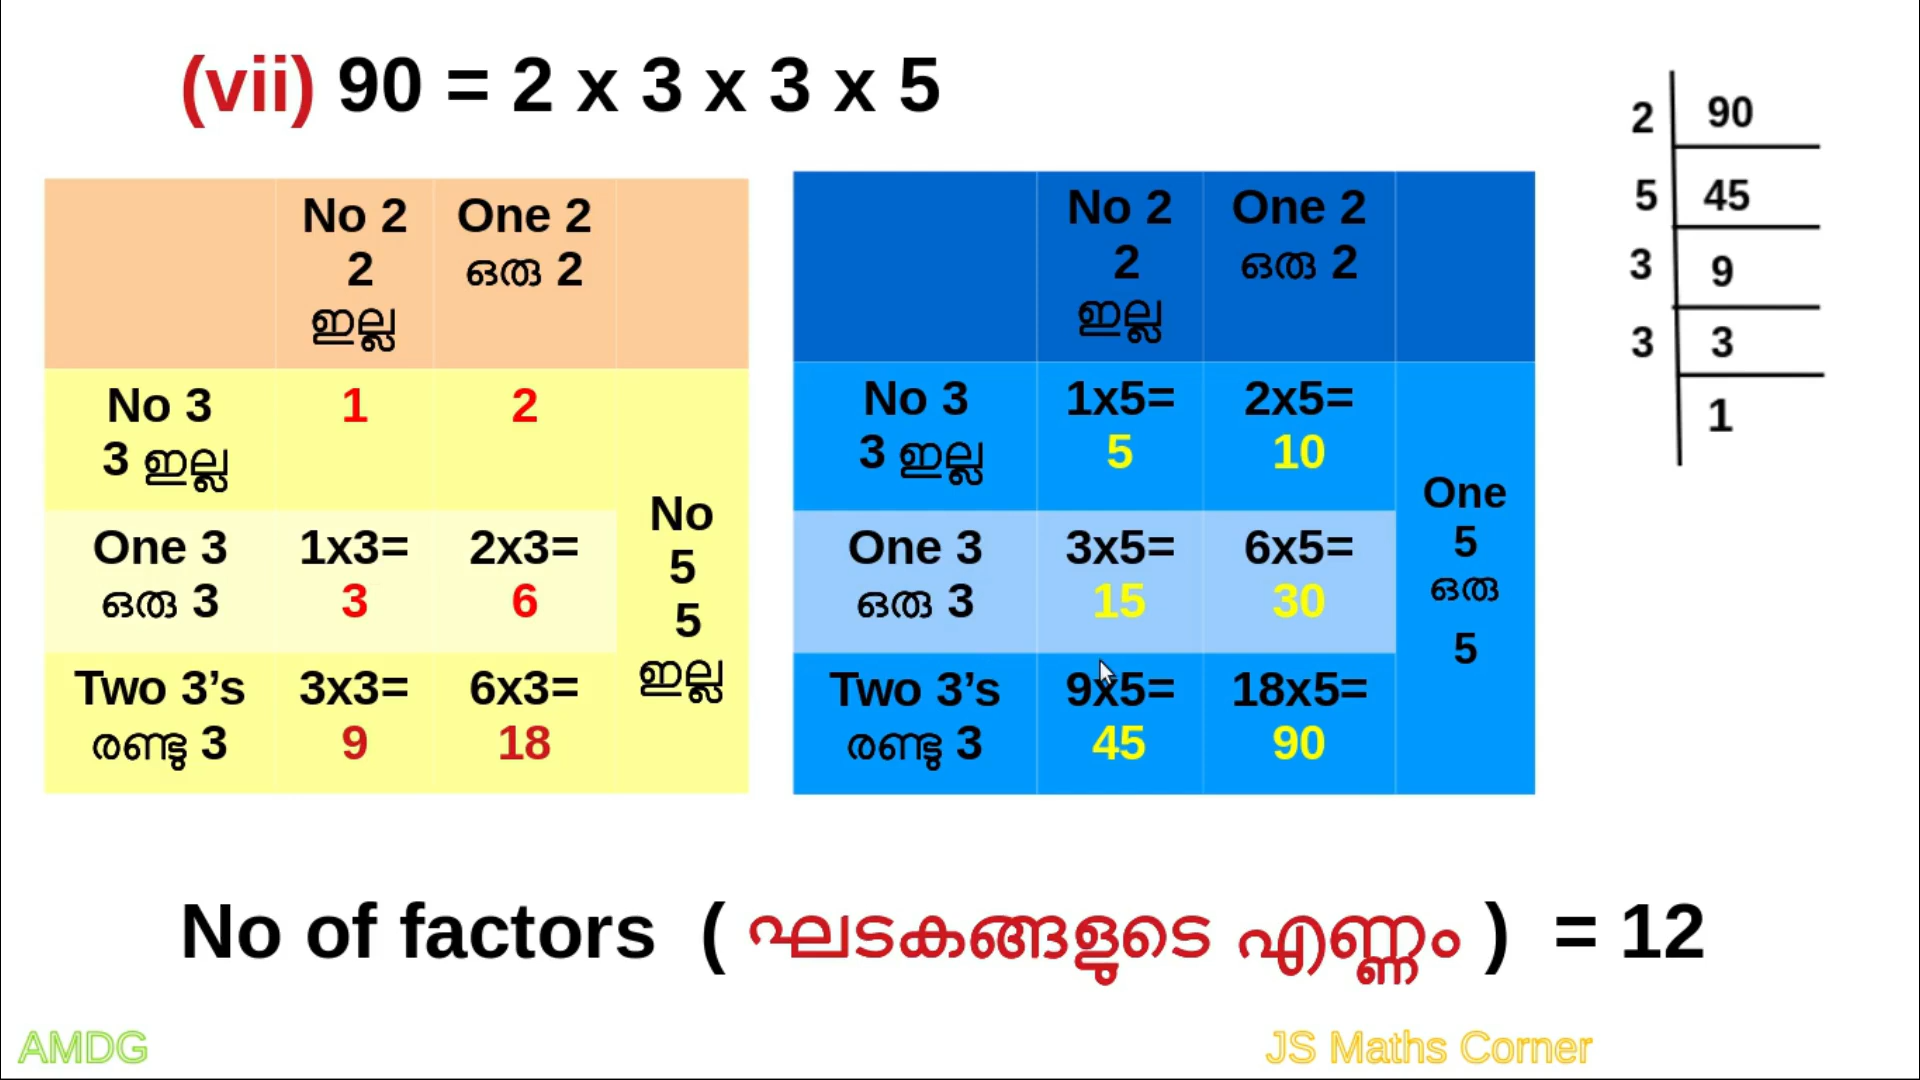 (vii) 90 = 2 x 3 x 3 x 5
No 2
2
ഇല്ല
One 2
ഒരു 2
No 3
3 ഇല്ല
1
2
One 3
ഒരു 3
1x3=
3
2x3=
6
Two 3’s
രണ്ടു 3
3x3=
9
6x3=
18
No
5
5
ഇല്ല
No 2
2
ഇല്ല
One 2
ഒരു 2
No 3
3 ഇല്ല
1x5=
5
2x5=
10
One 3
ഒരു 3
3x5=
15
6x5=
30
Two 3’s
രണ്ടു 3
9x5=
45
18x5=
90
One
5
ഒരു
5
2 90
5 45
3 9
3 3
1
No of factors ( ഘടകങ്ങളുടെ എണ്ണം ) = 12
AMDG
JS Maths Corner